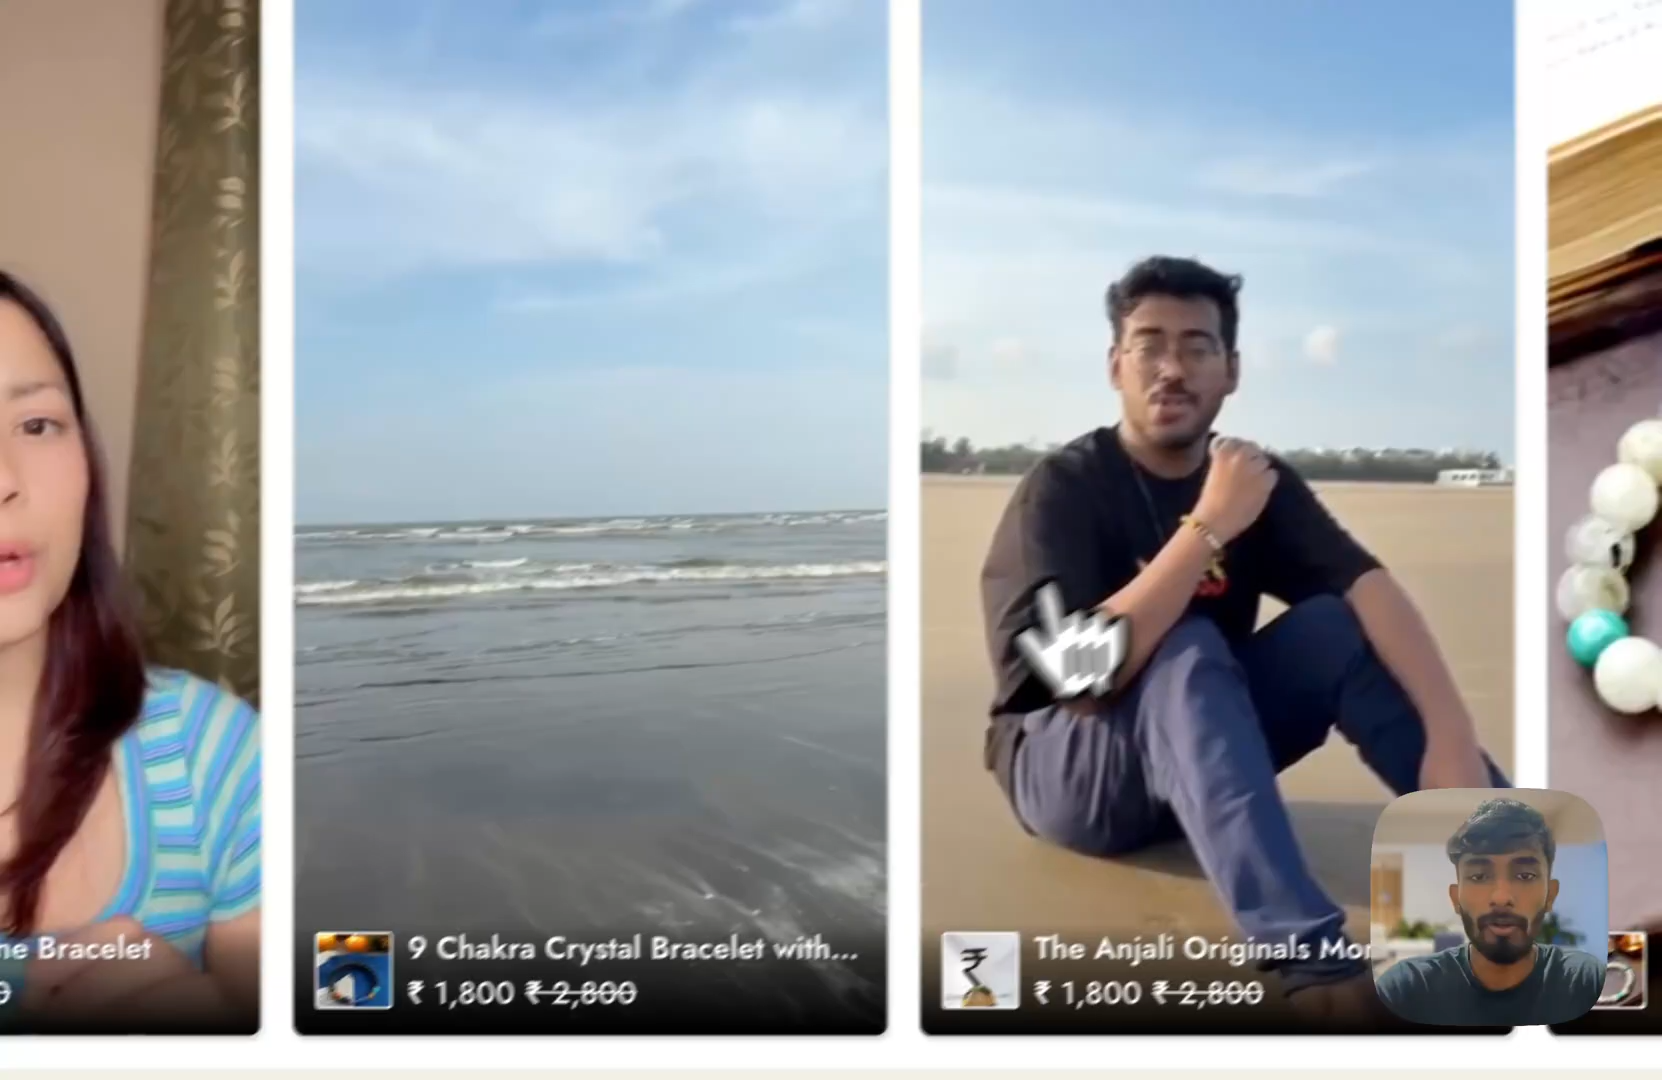 ne Bracelet
9 Chakra Crystal Bracelet with...
₹ 1,800 ₹ 2,800
The Anjali Originals Mo
₹ 1,800 ₹ 2,800
₹